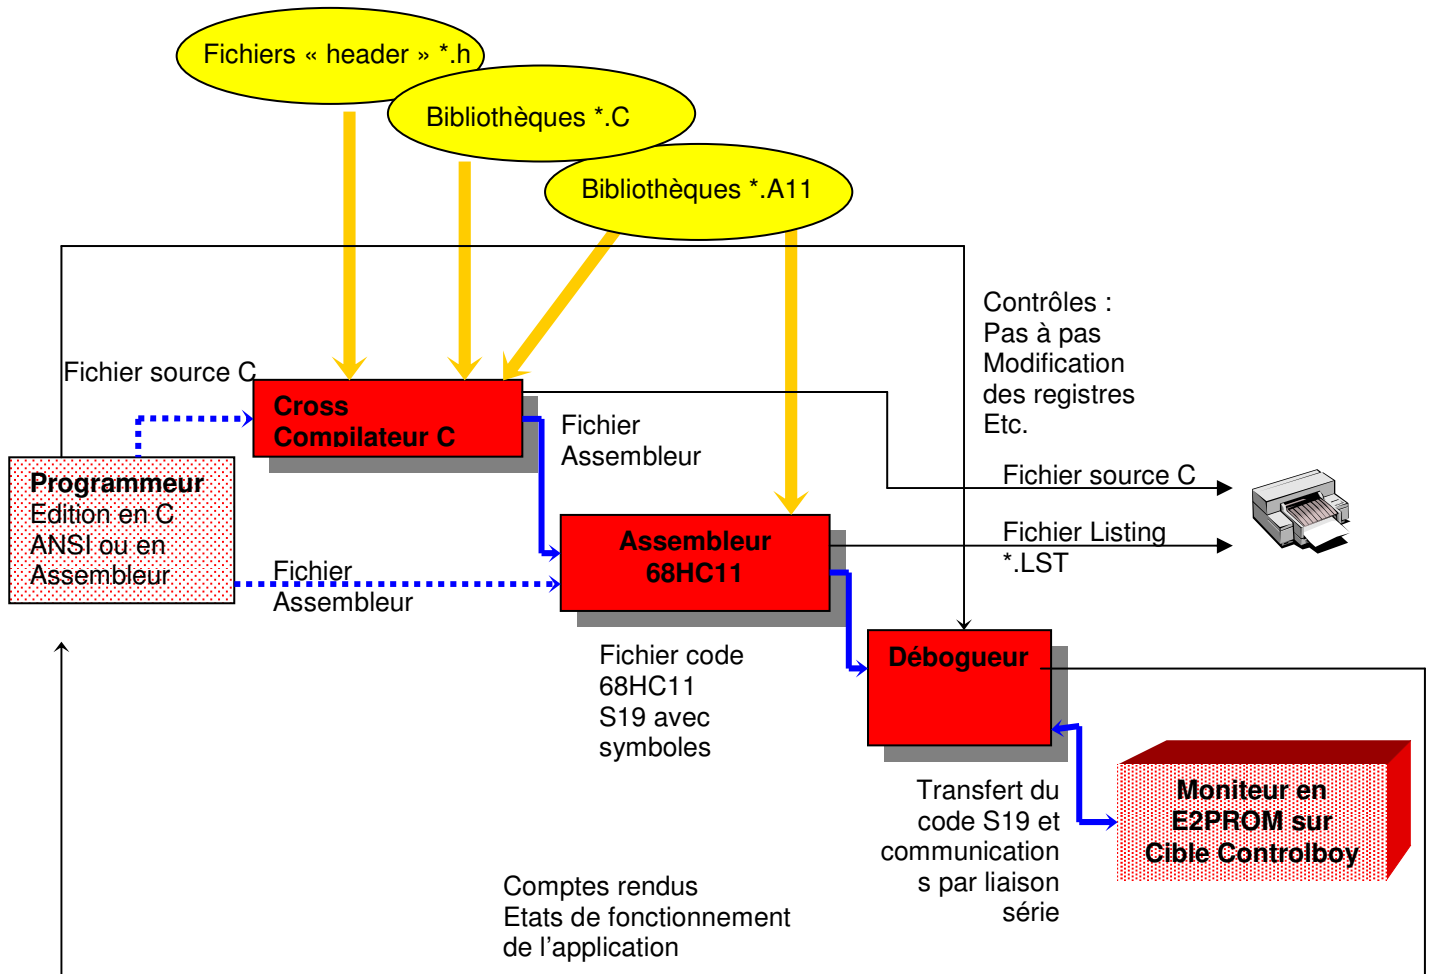 Fichiers « header » *.h
Bibliothèques *.C
Bibliothèques *.A11
Contrôles :
Pas à pas
Modification
des registres
Etc.
Fichier source C
Cross
Compilateur C
Fichier
Assembleur
Programmeur
Edition en C
ANSI ou en
Assembleur
Fichier source C
Fichier Listing
*.LST
Assembleur
68HC11
Fichier
Assembleur
Fichier code
68HC11
S19 avec
symboles
Débogueur
Transfert du
code S19 et
communication
s par liaison
série
Moniteur en
E2PROM sur
Cible Controlboy
Comptes rendus
Etats de fonctionnement
de l'application